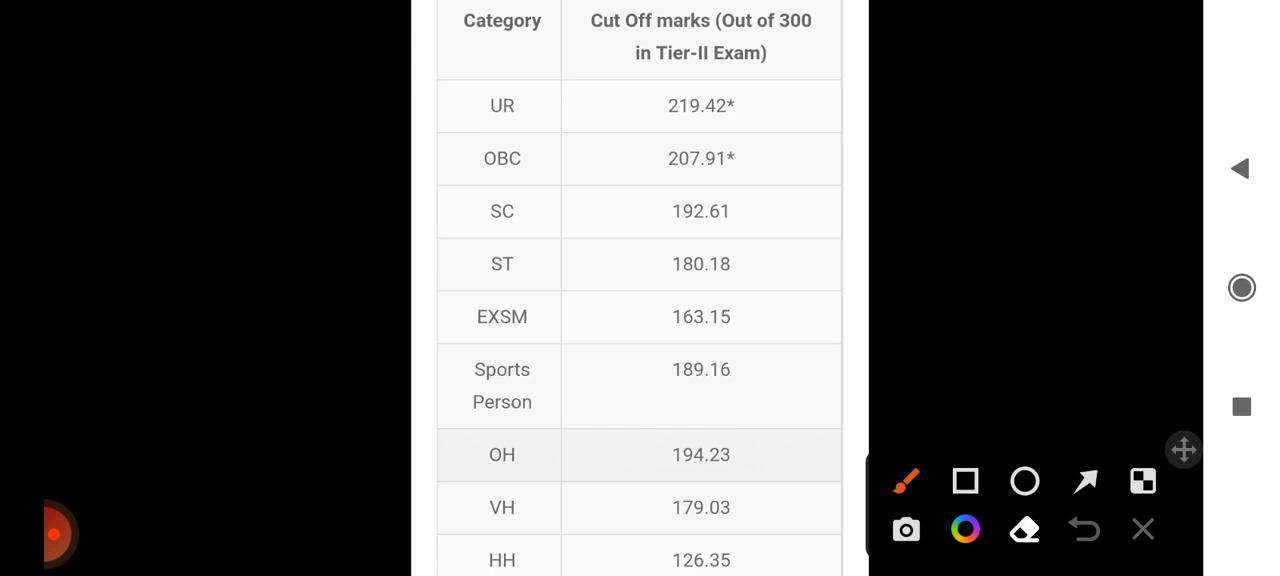 Category Cut Off marks (Out of 300
in Tier-II Exam)
UR 219.42*
OBC 207.91*
SC 192.61
ST 180.18
EXSM 163.15
Sports 189.16
Person
OH 194.23
VH 179.03
HH 126.35